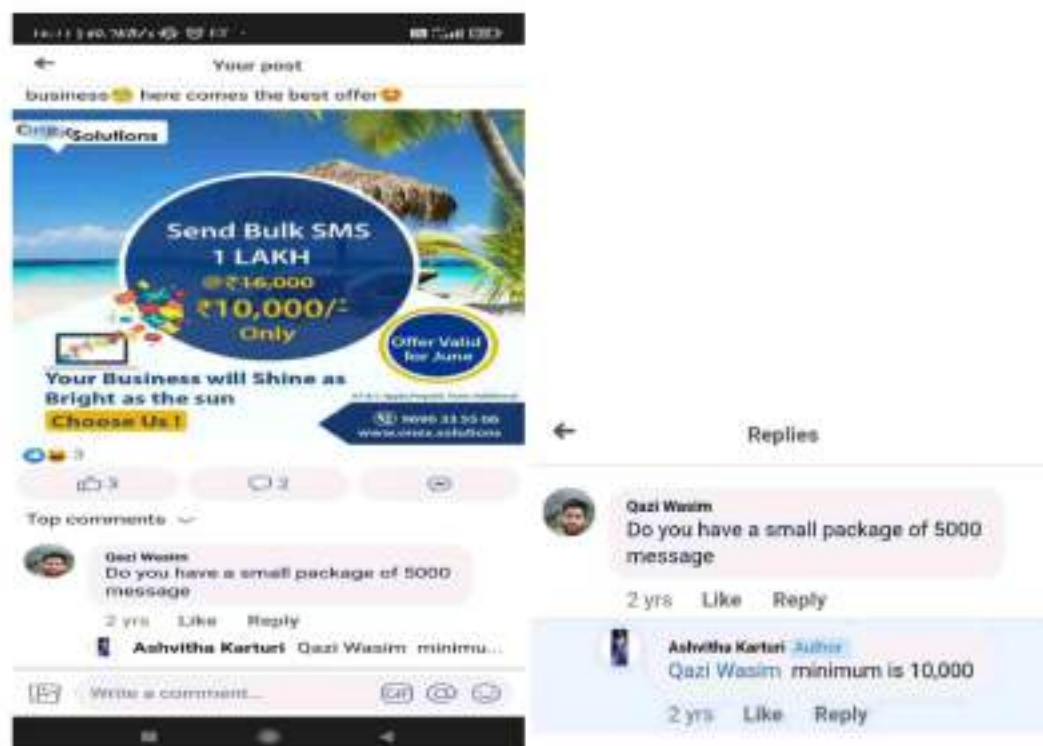 Your post
business🧐 here comes the best offer🤩
Solutions
Send Bulk SMS
1 LAKH
@₹16,000
₹10,000/-*
Only
Offer Valid
for June
Your Business will Shine as
Bright as the sun
Choose Us !
3
3
2
Top comments
Qazi Wasim
Do you have a small package of 5000
message
2 yrs Like Reply
Ashvitha Karturi Qazi Wasim minimu...
Write a comment...
GIF
Replies
Qazi Wasim
Do you have a small package of 5000
message
2 yrs Like Reply
Ashvitha Karturi Author
Qazi Wasim minimum is 10,000
2 yrs Like Reply